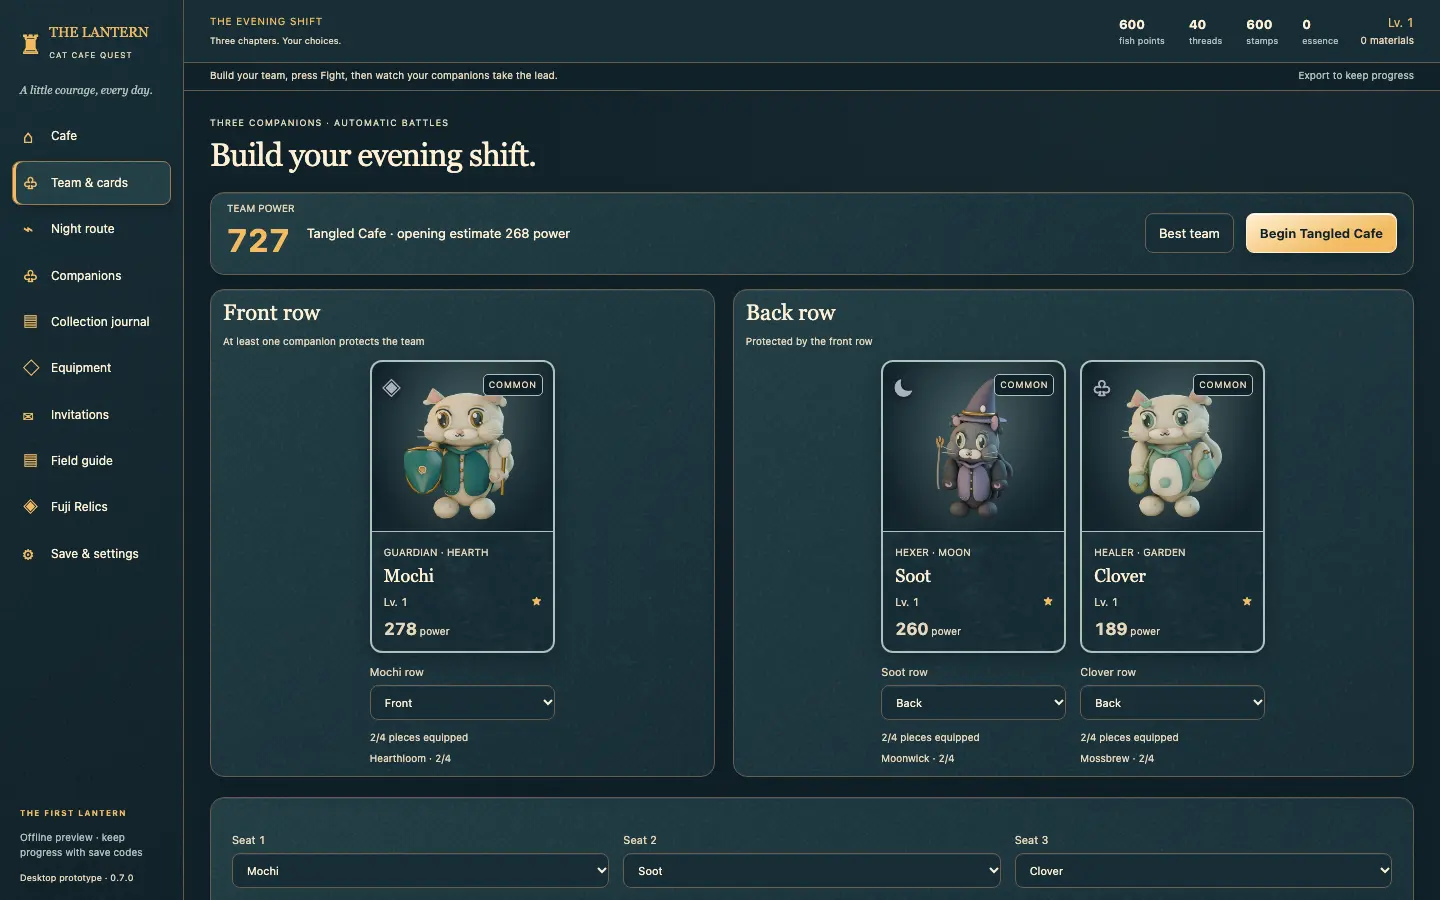 THE LANTERN
CAT CAFE QUEST
A little courage, every day.
Cafe
Team & cards
Night route
Companions
Collection journal
Equipment
Invitations
Field guide
Fuji Relics
Save & settings
THE FIRST LANTERN
Offline preview · keep
progress with save codes
Desktop prototype · 0.7.0
THE EVENING SHIFT
Three chapters. Your choices.
600 fish points
40 threads
600 stamps
0 essence
Lv. 1
0 materials
Build your team, press Fight, then watch your companions take the lead.
Export to keep progress
THREE COMPANIONS · AUTOMATIC BATTLES
Build your evening shift.
TEAM POWER
727
Tangled Cafe · opening estimate 268 power
Best team
Begin Tangled Cafe
Front row
At least one companion protects the team
COMMON
GUARDIAN · HEARTH
Mochi
Lv. 1
278 power
Mochi row
Front
2/4 pieces equipped
Hearthloom · 2/4
Back row
Protected by the front row
COMMON
HEXER · MOON
Soot
Lv. 1
260 power
Soot row
Back
2/4 pieces equipped
Moonwick · 2/4
COMMON
HEALER · GARDEN
Clover
Lv. 1
189 power
Clover row
Back
2/4 pieces equipped
Mossbrew · 2/4
Seat 1
Mochi
Seat 2
Soot
Seat 3
Clover